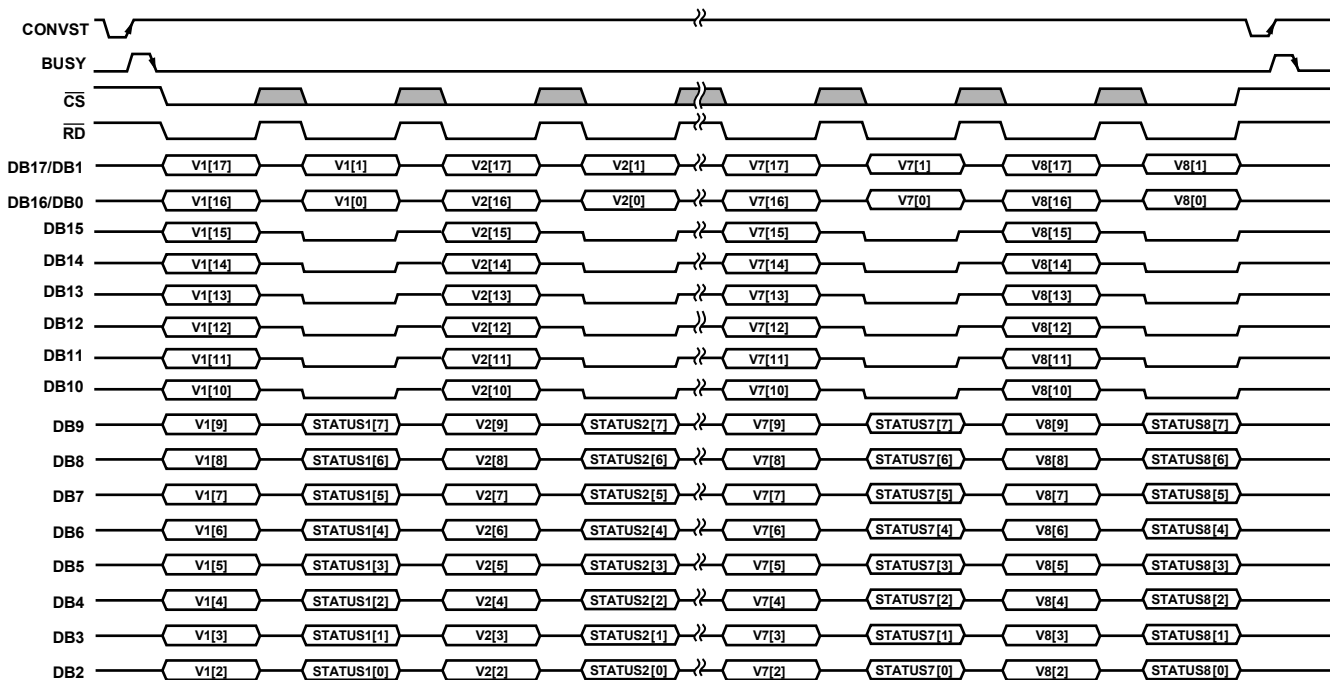 CONVST
BUSY
CS
RD
DB17/DB1 V1[17] V1[1] V2[17] V2[1] V7[17] V7[1] V8[17] V8[1]
DB16/DB0 V1[16] V1[0] V2[16] V2[0] V7[16] V7[0] V8[16] V8[0]
DB15 V1[15] V2[15] V7[15] V8[15]
DB14 V1[14] V2[14] V7[14] V8[14]
DB13 V1[13] V2[13] V7[13] V8[13]
DB12 V1[12] V2[12] V7[12] V8[12]
DB11 V1[11] V2[11] V7[11] V8[11]
DB10 V1[10] V2[10] V7[10] V8[10]
DB9 V1[9] STATUS1[7] V2[9] STATUS2[7] V7[9] STATUS7[7] V8[9] STATUS8[7]
DB8 V1[8] STATUS1[6] V2[8] STATUS2[6] V7[8] STATUS7[6] V8[8] STATUS8[6]
DB7 V1[7] STATUS1[5] V2[7] STATUS2[5] V7[7] STATUS7[5] V8[7] STATUS8[5]
DB6 V1[6] STATUS1[4] V2[6] STATUS2[4] V7[6] STATUS7[4] V8[6] STATUS8[4]
DB5 V1[5] STATUS1[3] V2[5] STATUS2[3] V7[5] STATUS7[3] V8[5] STATUS8[3]
DB4 V1[4] STATUS1[2] V2[4] STATUS2[2] V7[4] STATUS7[2] V8[4] STATUS8[2]
DB3 V1[3] STATUS1[1] V2[3] STATUS2[1] V7[3] STATUS7[1] V8[3] STATUS8[1]
DB2 V1[2] STATUS1[0] V2[2] STATUS2[0] V7[2] STATUS7[0] V8[2] STATUS8[0]